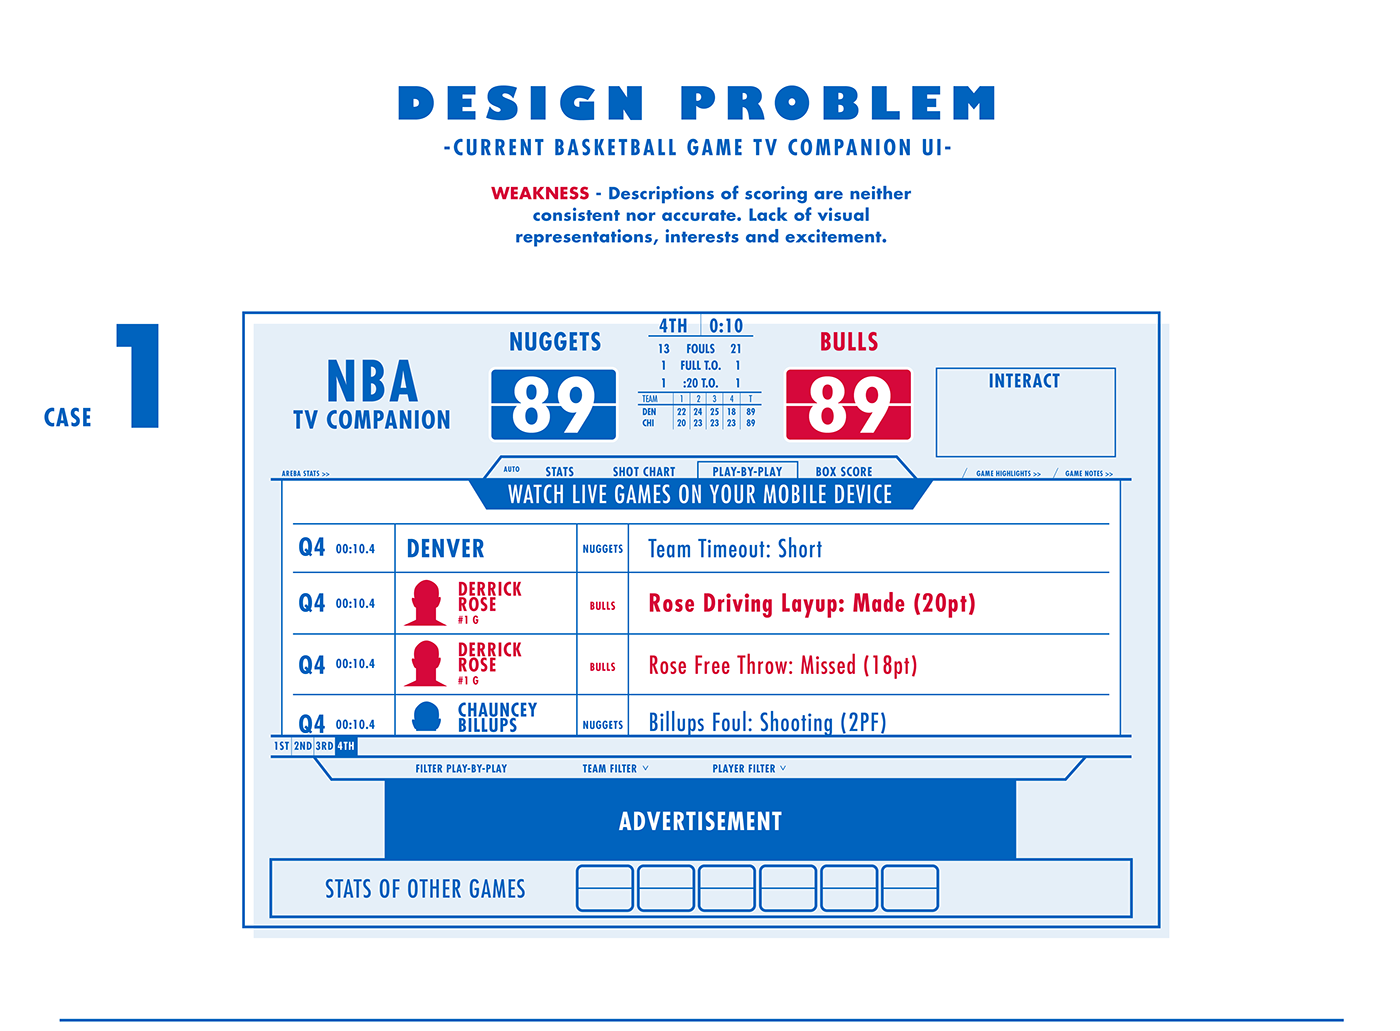 DESIGN PROBLEM
-CURRENT BASKETBALL GAME TV COMPANION UI-
WEAKNESS - Descriptions of scoring are neither
consistent nor accurate. Lack of visual
representations, interests and excitement.
CASE 1
NBA
TV COMPANION
NUGGETS
89
4TH 0:10
13 FOULS 21
1 FULL T.O. 1
1 :20 T.O. 1
TEAM 1 2 3 4 T
DEN 22 24 25 18 89
CHI 20 23 23 23 89
BULLS
89
INTERACT
AREBA STATS >>
AUTO STATS SHOT CHART PLAY-BY-PLAY BOX SCORE
/ GAME HIGHLIGHTS >> / GAME NOTES >>
WATCH LIVE GAMES ON YOUR MOBILE DEVICE
Q4 00:10.4 DENVER NUGGETS Team Timeout: Short
Q4 00:10.4 DERRICK ROSE #1 G BULLS Rose Driving Layup: Made (20pt)
Q4 00:10.4 DERRICK ROSE #1 G BULLS Rose Free Throw: Missed (18pt)
Q4 00:10.4 CHAUNCEY BILLUPS NUGGETS Billups Foul: Shooting (2PF)
1ST 2ND 3RD 4TH
FILTER PLAY-BY-PLAY TEAM FILTER PLAYER FILTER
ADVERTISEMENT
STATS OF OTHER GAMES